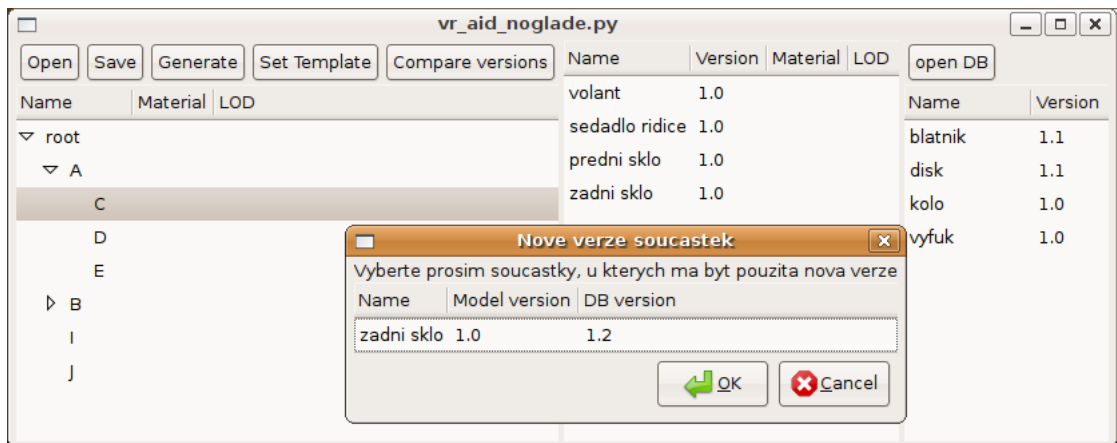 vr_aid_noglade.py
Open Save Generate Set Template Compare versions
Name Material LOD
root
A
C
D
E
B
I
J
Name Version Material LOD
volant 1.0
sedadlo ridice 1.0
predni sklo 1.0
zadni sklo 1.0
open DB
Name Version
blatnik 1.1
disk 1.1
kolo 1.0
vyfuk 1.0
Nove verze soucastek
Vyberte prosim soucastky, u kterych ma byt pouzita nova verze
Name Model version DB version
zadni sklo 1.0 1.2
OK Cancel